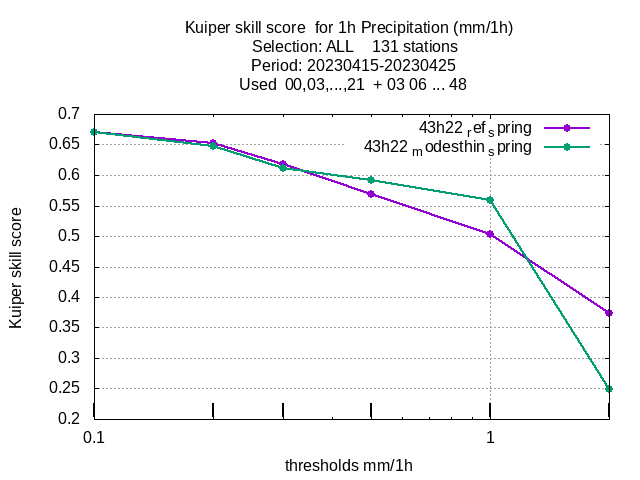 Kuiper skill score for 1h Precipitation (mm/1h)
Selection: ALL 131 stations
Period: 20230415-20230425
Used 00,03,...,21 + 03 06 ... 48
43h22 ref spring
43h22 modesthin spring
0.7
0.65
0.6
0.55
0.5
0.45
0.4
0.35
0.3
0.25
0.2
Kuiper skill score
0.1 1
thresholds mm/1h